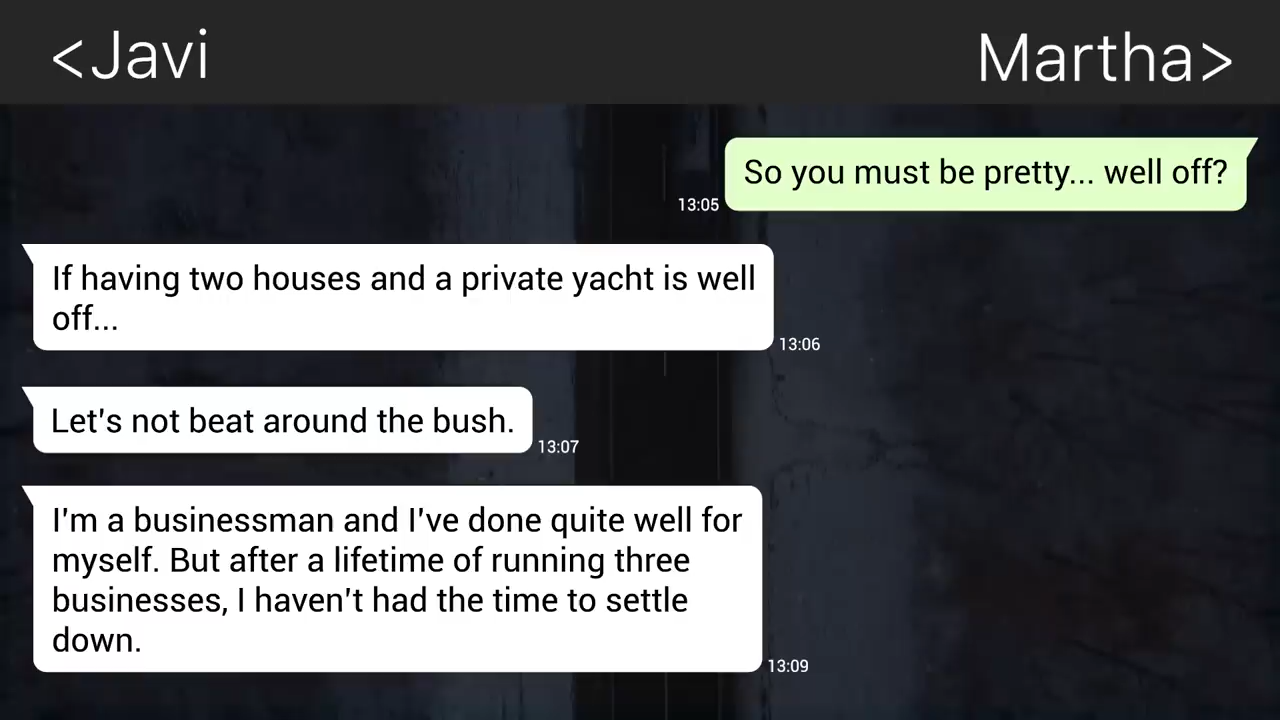 <Javi
Martha>
So you must be pretty... well off?
13:05
If having two houses and a private yacht is well
off...
13:06
Let's not beat around the bush.
13:07
I'm a businessman and I've done quite well for
myself. But after a lifetime of running three
businesses, I haven't had the time to settle
down.
13:09